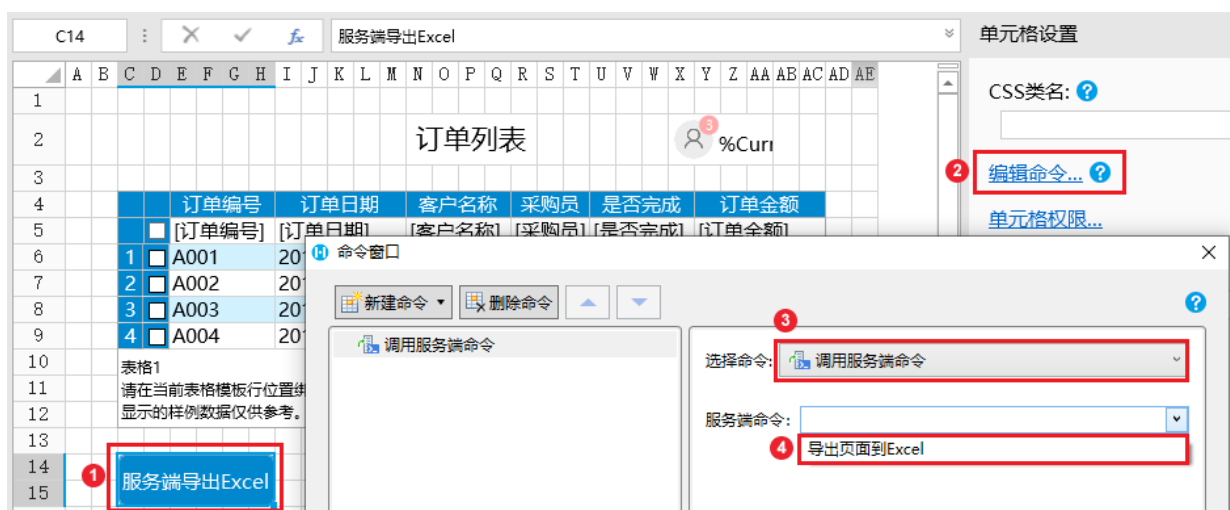 C14 fx 服务端导出Excel 单元格设置
A B C D E F G H I J K L M N O P Q R S T U V W X Y Z AA AB AC AD AE
CSS类名: ?
1
2 订单列表 3 %Curr
2 编辑命令... ?
3
4 订单编号 订单日期 客户名称 采购员 是否完成 订单金额
单元格权限...
5 [订单编号] [订单日期] [客户名称] [采购员] [是否完成] [订单金额]
6 1 A001 20
7 2 A002 20
8 3 A003 20
9 4 A004 20
10 表格1
11 请在当前表格模板行位置绑
12 显示的样例数据仅供参考。
13
14
15
1 服务端导出Excel
命令窗口
新建命令 删除命令 ?
调用服务端命令
3
选择命令: 调用服务端命令
服务端命令:
4 导出页面到Excel